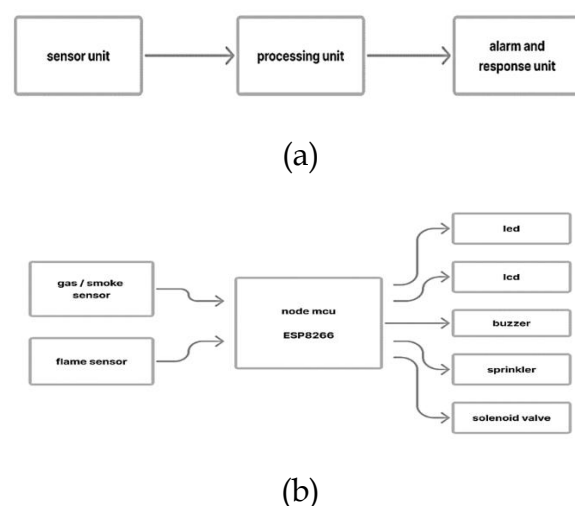 sensor unit
processing unit
alarm and
response unit
(a)
gas / smoke
sensor
flame sensor
node mcu
ESP8266
led
lcd
buzzer
sprinkler
solenoid valve
(b)